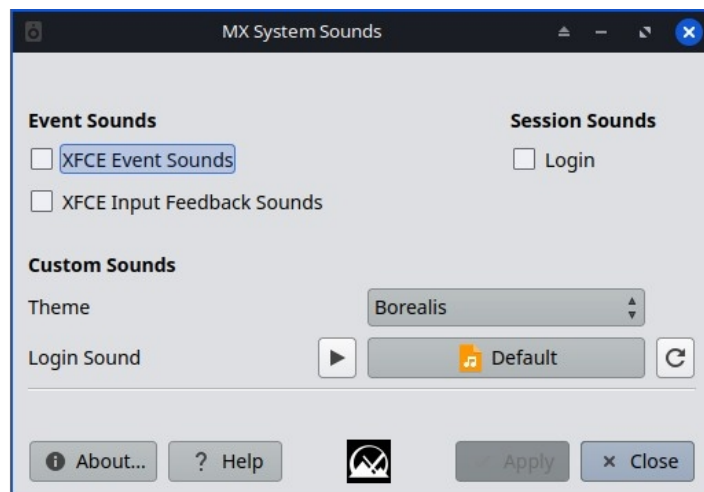 MX System Sounds
Event Sounds
Session Sounds
XFCE Event Sounds
Login
XFCE Input Feedback Sounds
Custom Sounds
Theme
Borealis
Login Sound
Default
About...
? Help
Apply
Close